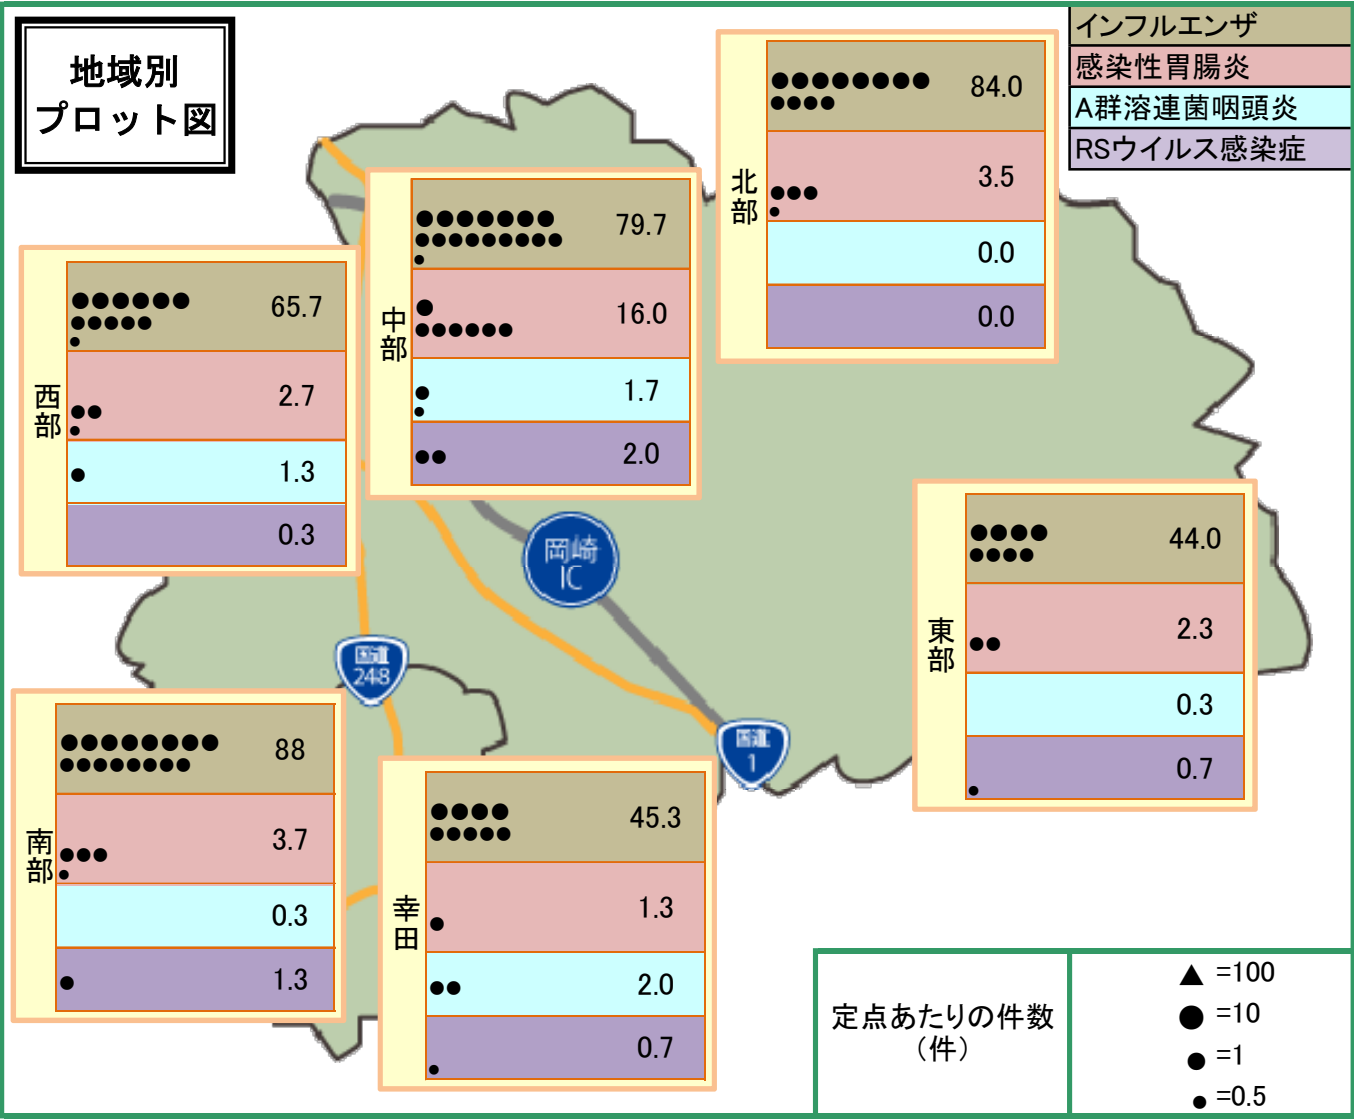 地域別
プロット図
インフルエンザ
感染性胃腸炎
A群溶連菌咽頭炎
RSウイルス感染症
北部
84.0
3.5
0.0
0.0
中部
79.7
16.0
1.7
2.0
西部
65.7
2.7
1.3
0.3
岡崎
IC
東部
44.0
2.3
0.3
0.7
国道
248
国道
1
南部
88
3.7
0.3
1.3
幸田
45.3
1.3
2.0
0.7
定点あたりの件数
（件）
▲ =100
● =10
● =1
● =0.5